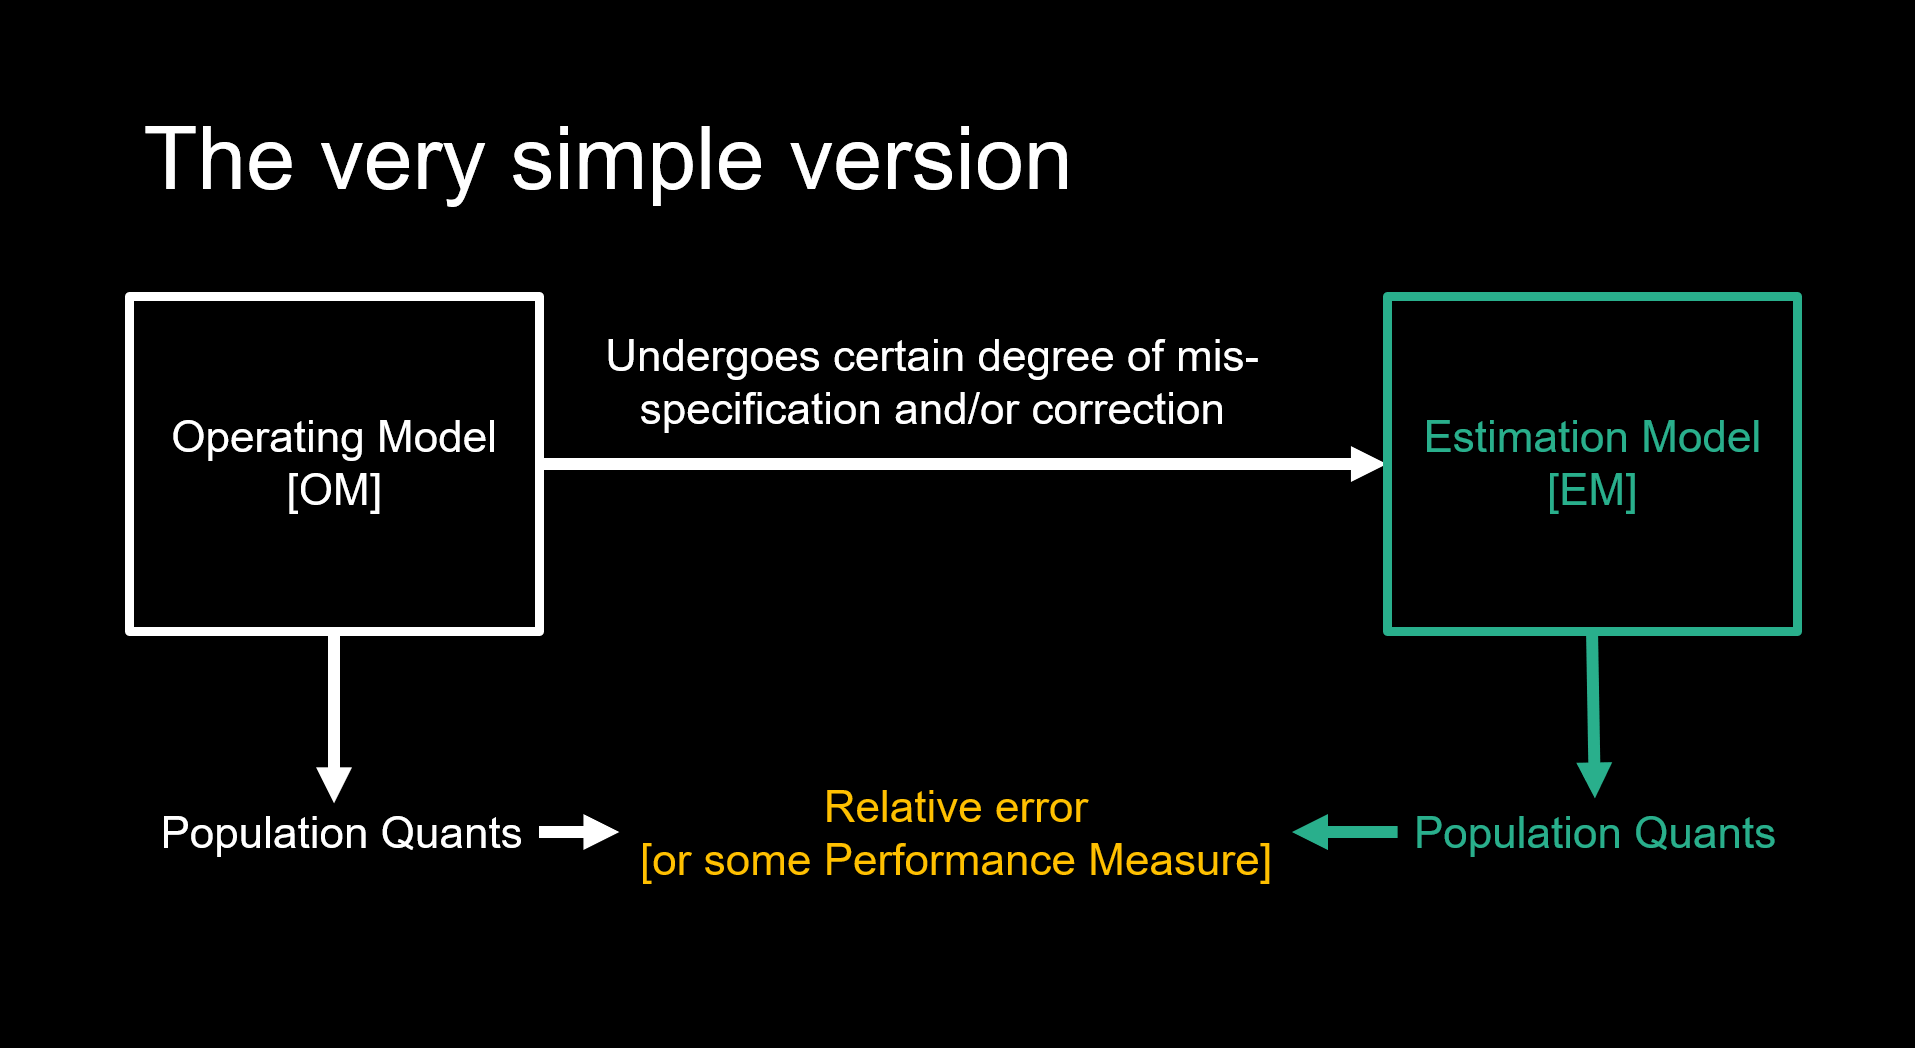 The very simple version
Undergoes certain degree of mis-
specification and/or correction
Operating Model
[OM]
Estimation Model
[EM]
Population Quants
Relative error
[or some Performance Measure]
Population Quants